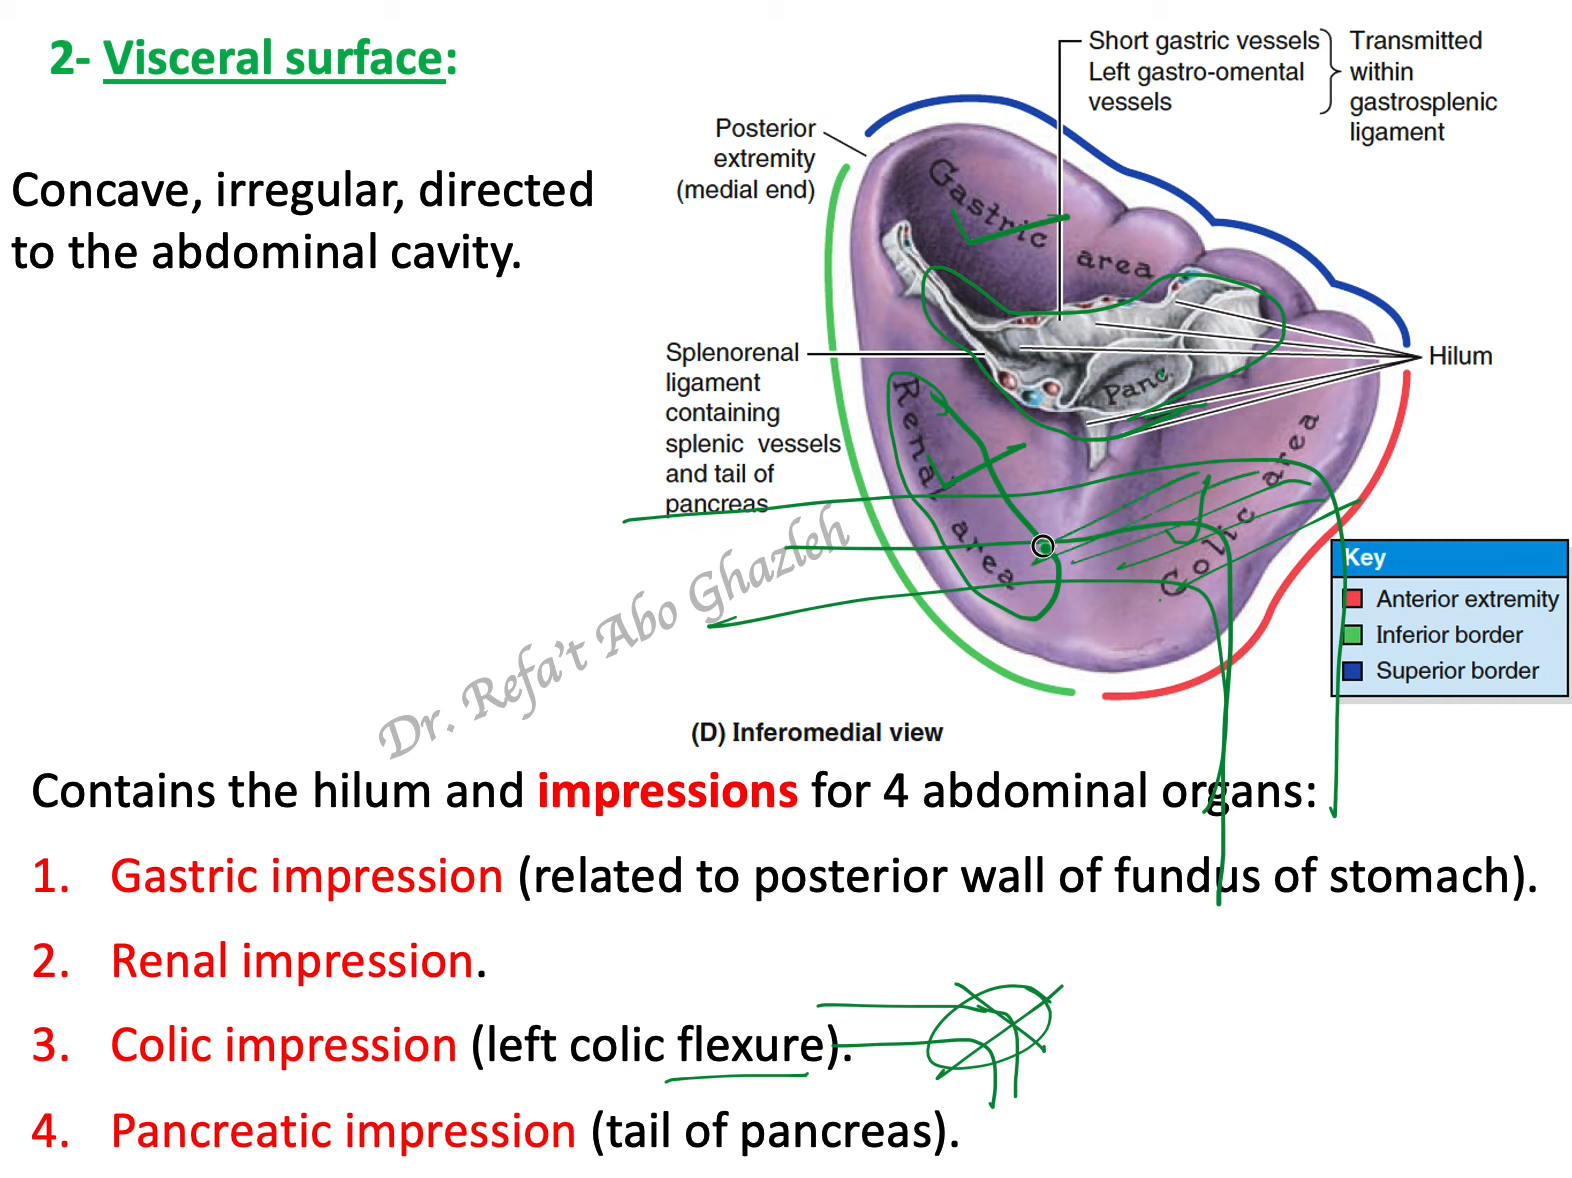 2- Visceral surface:
Concave, irregular, directed
to the abdominal cavity.
Short gastric vessels
Left gastro-omental
vessels
Transmitted
within
gastrosplenic
ligament
Posterior
extremity
(medial end)
Gastric area
Splenorenal
ligament
containing
splenic vessels
and tail of
pancreas
Hilum
Panc.
Renal area
Colic area
Key
Anterior extremity
Inferior border
Superior border
Dr. Refa't Abo Ghazleh
(D) Inferomedial view
Contains the hilum and impressions for 4 abdominal organs:
1. Gastric impression (related to posterior wall of fundus of stomach).
2. Renal impression.
3. Colic impression (left colic flexure).
4. Pancreatic impression (tail of pancreas).